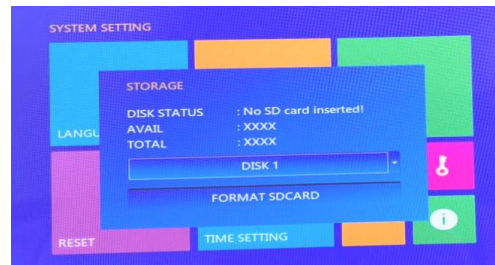 SYSTEM SETTING
STORAGE
DISK STATUS : No SD card inserted!
AVAIL : XXXX
TOTAL : XXXX
DISK 1
FORMAT SDCARD
LANGU
RESET
TIME SETTING